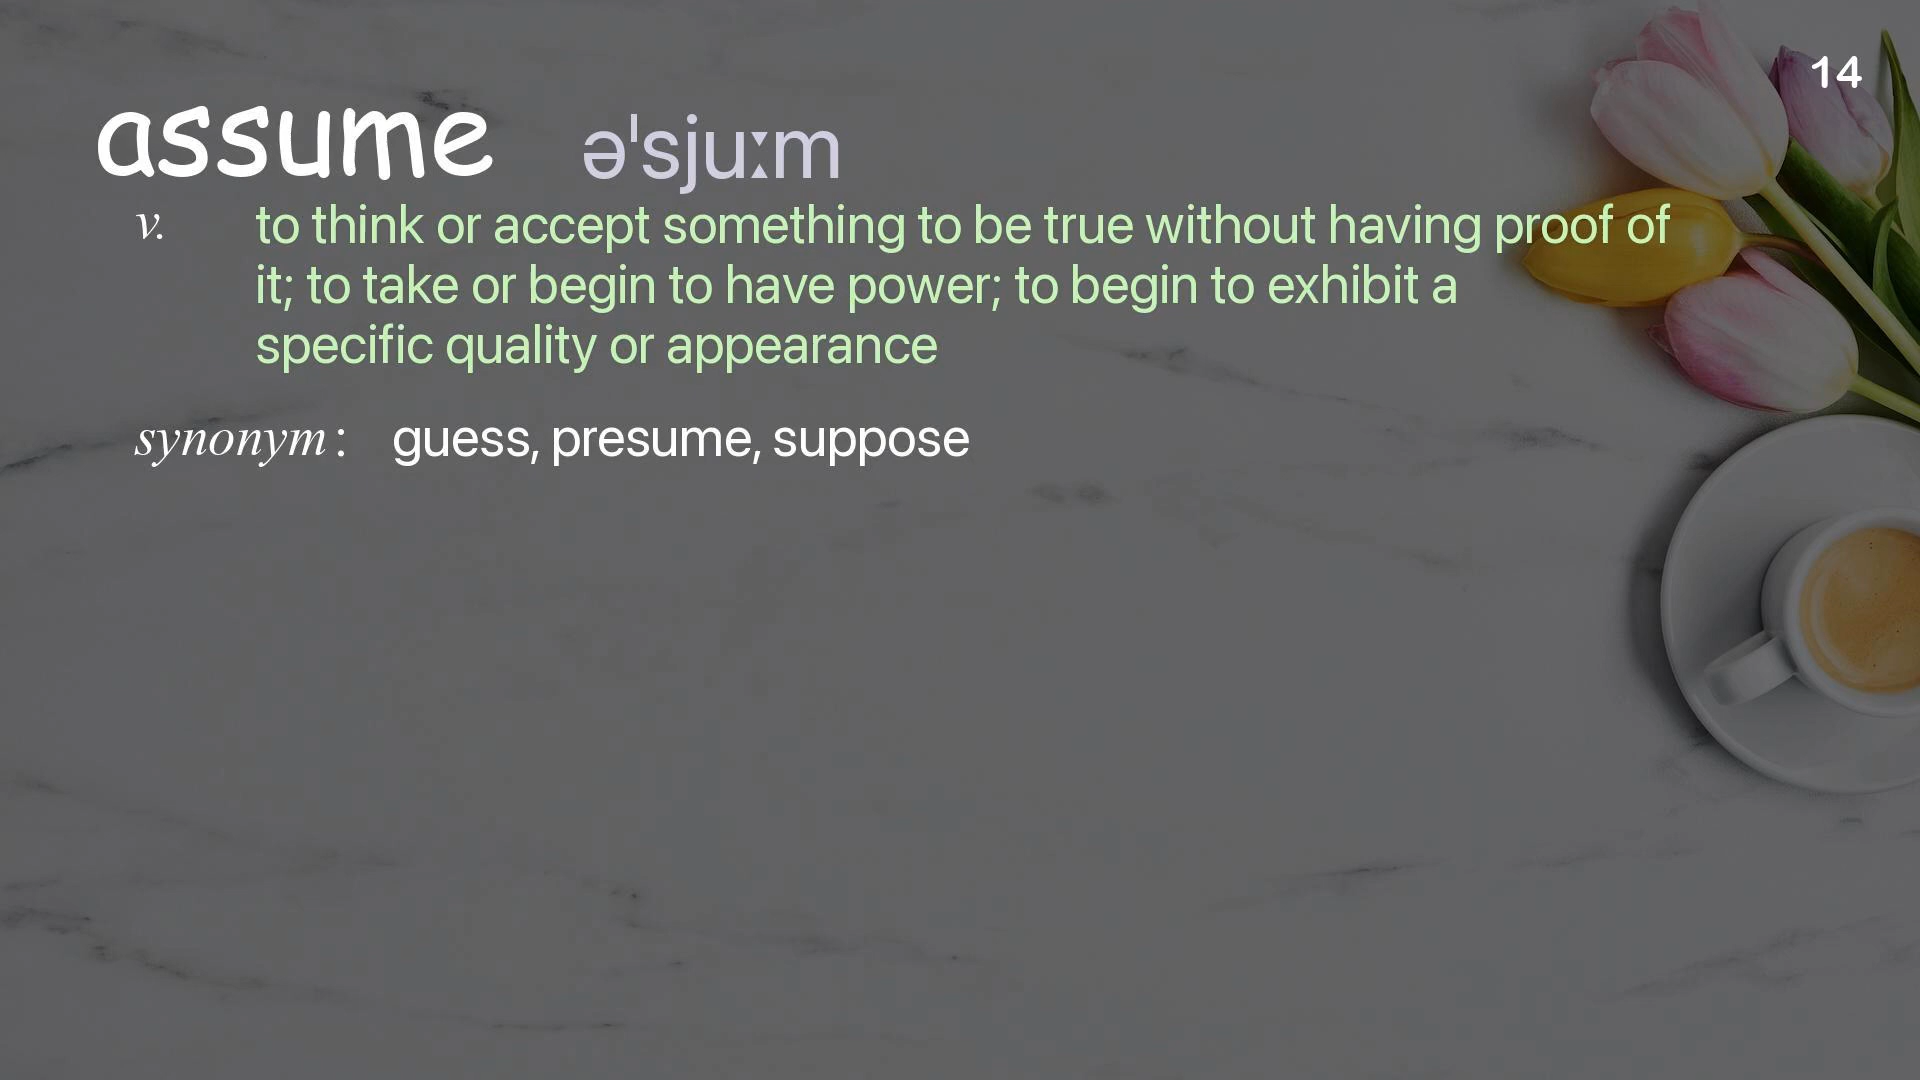 14
assume əˈsjuːm
v. to think or accept something to be true without having proof of
it; to take or begin to have power; to begin to exhibit a
specific quality or appearance
synonym : guess, presume, suppose